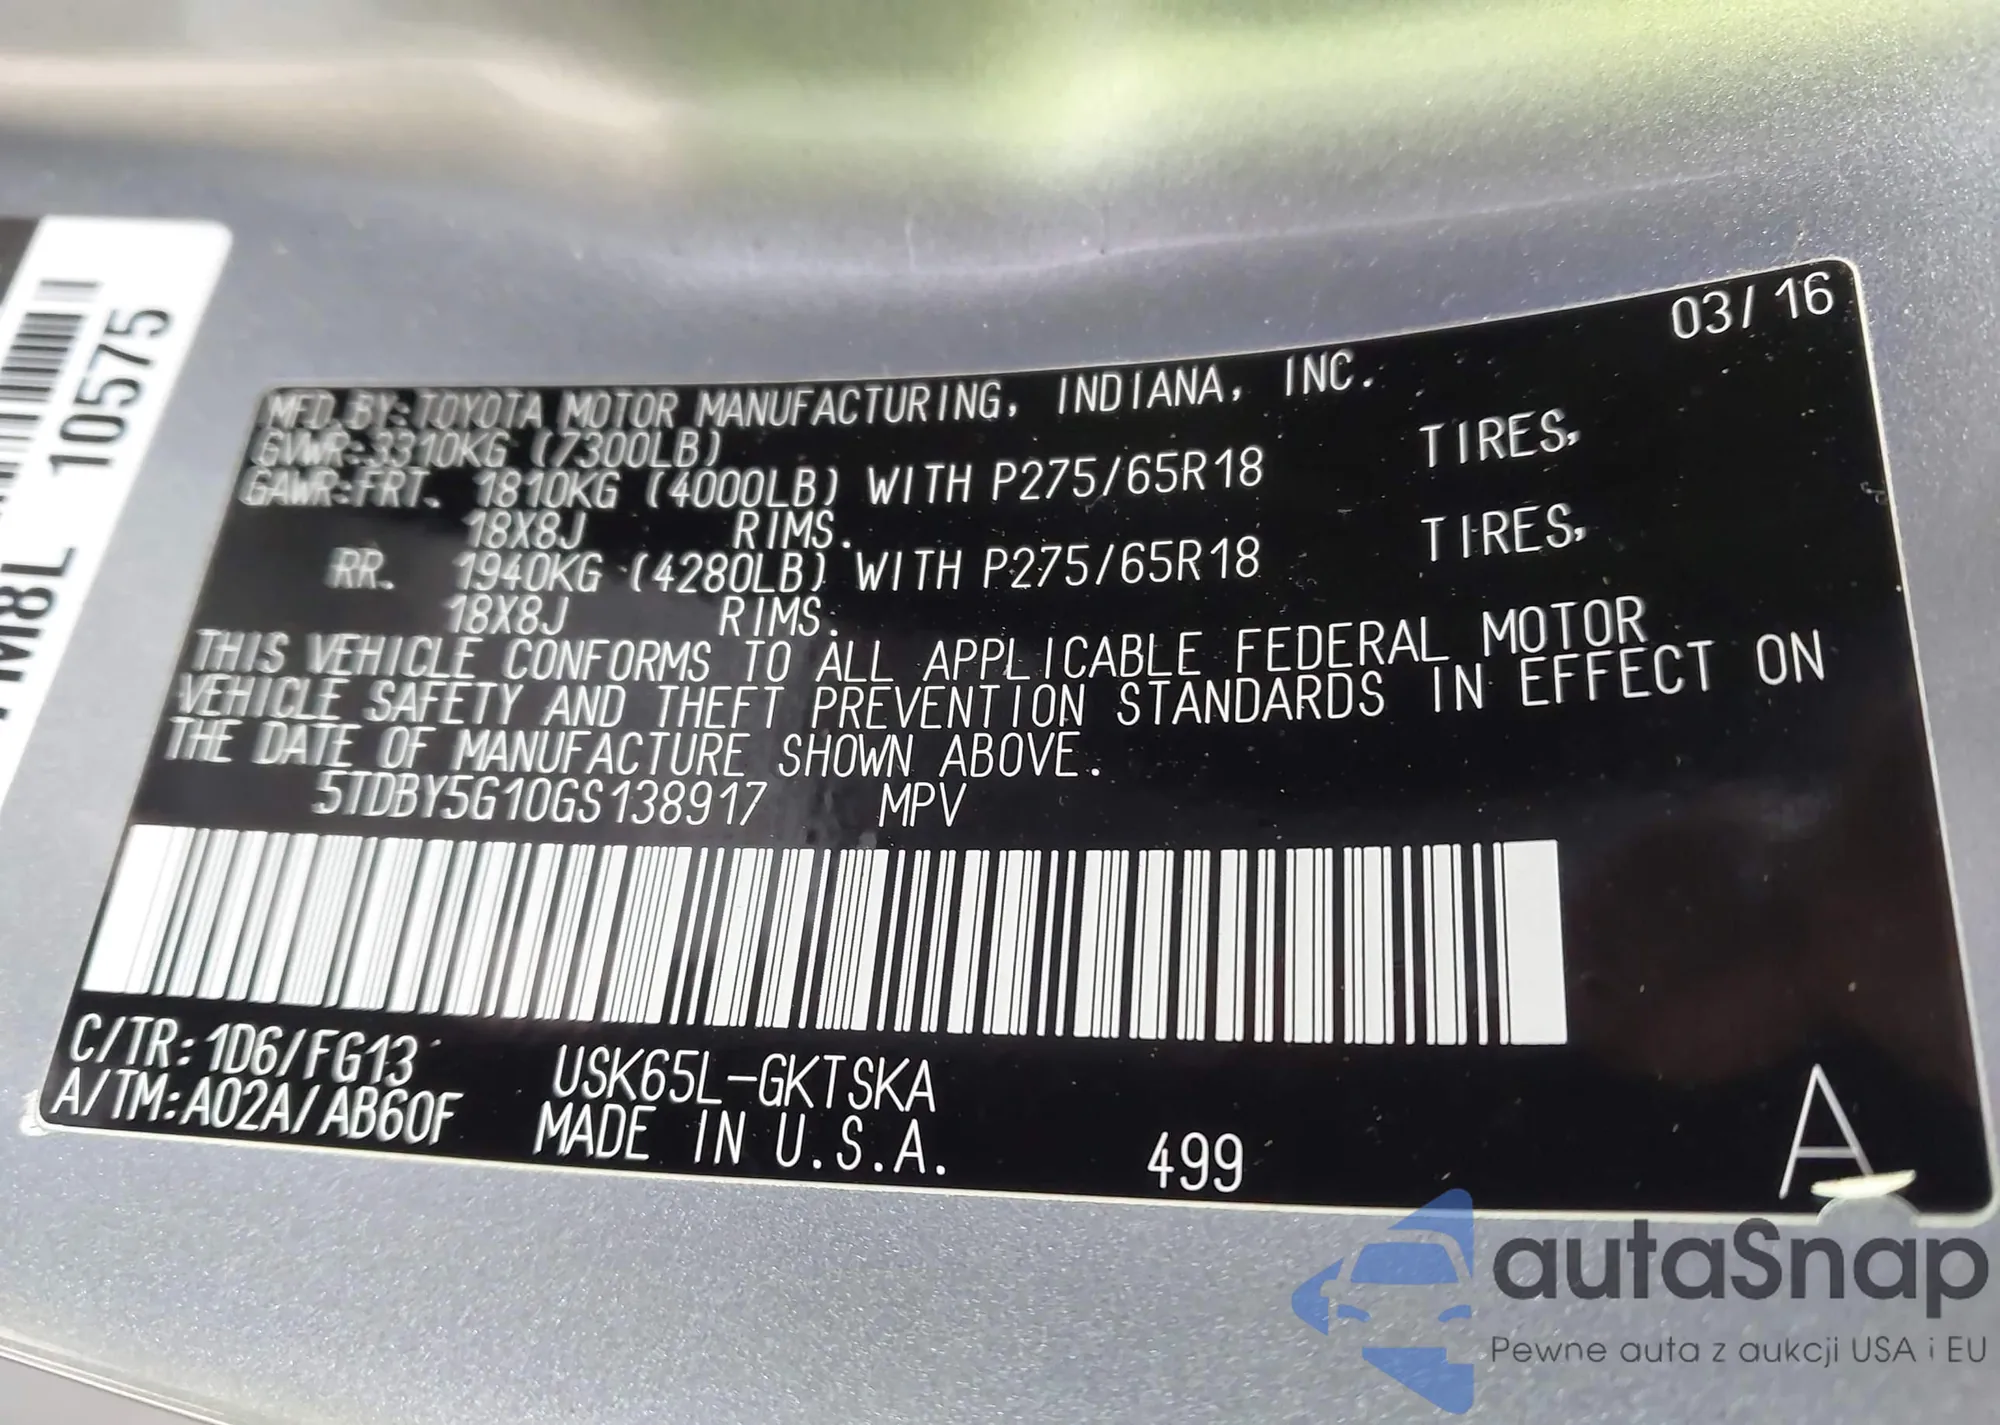 10575
M8L
03/16
MFD.BY:TOYOTA MOTOR MANUFACTURING, INDIANA, INC.
GVWR:3310KG (7300LB)
GAWR:FRT. 1810KG (4000LB) WITH P275/65R18 TIRES,
18X8J RIMS.
RR. 1940KG (4280LB) WITH P275/65R18 TIRES,
18X8J RIMS.
THIS VEHICLE CONFORMS TO ALL APPLICABLE FEDERAL MOTOR
VEHICLE SAFETY AND THEFT PREVENTION STANDARDS IN EFFECT ON
THE DATE OF MANUFACTURE SHOWN ABOVE.
5TDBY5G10GS138917 MPV
C/TR:1D6/FG13 USK65L-GKTSKA
A/TM:A02A/AB60F MADE IN U.S.A. 499 A
autaSnap
Pewne auta z aukcji USA i EU